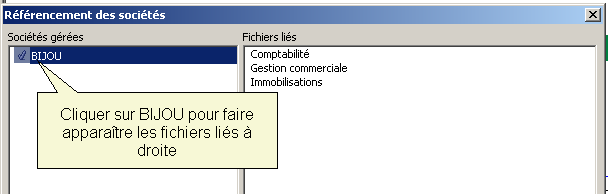 Référencement des sociétés
Sociétés gérées
Fichiers liés
BIJOU
Comptabilité
Gestion commerciale
Immobilisations
Cliquer sur BIJOU pour faire
apparaître les fichiers liés à
droite